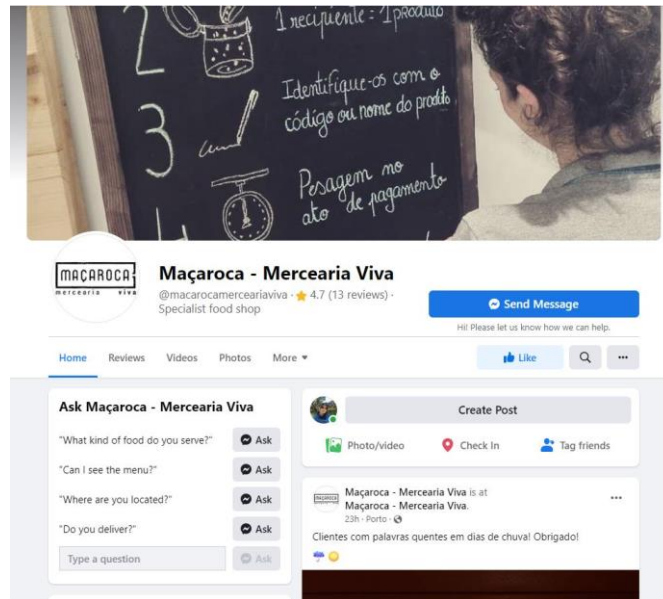 2
1 recipiente = 1 produto
3
Identifique-os com o
código ou nome do produto
Pesagem no
ato de pagamento
MAÇAROCA
mercearia viva
Maçaroca - Mercearia Viva
@macarocamerceariaviva · 4.7 (13 reviews) ·
Specialist food shop
Send Message
Hi! Please let us know how we can help.
Home Reviews Videos Photos More
Like
Ask Maçaroca - Mercearia Viva
"What kind of food do you serve?" Ask
"Can I see the menu?" Ask
"Where are you located?" Ask
"Do you deliver?" Ask
Type a question Ask
Create Post
Photo/video Check In Tag friends
Maçaroca - Mercearia Viva is at
Maçaroca - Mercearia Viva.
23h · Porto ·
Clientes com palavras quentes em dias de chuva! Obrigado!